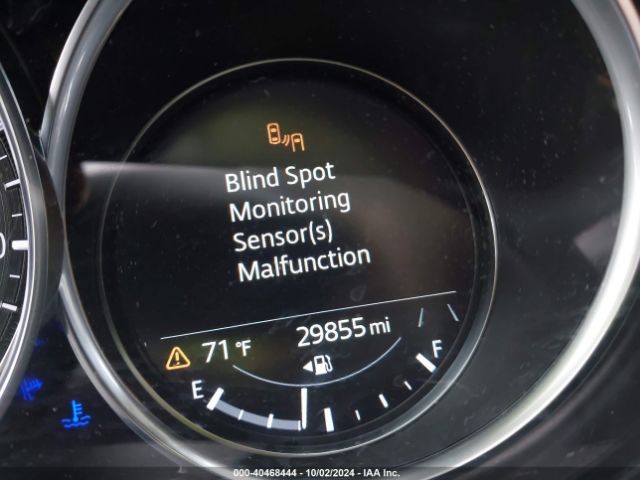 Blind Spot
Monitoring
Sensor(s)
Malfunction
71°F 29855 mi
E F
000-40468444 - 10/02/2024 - IAA Inc.